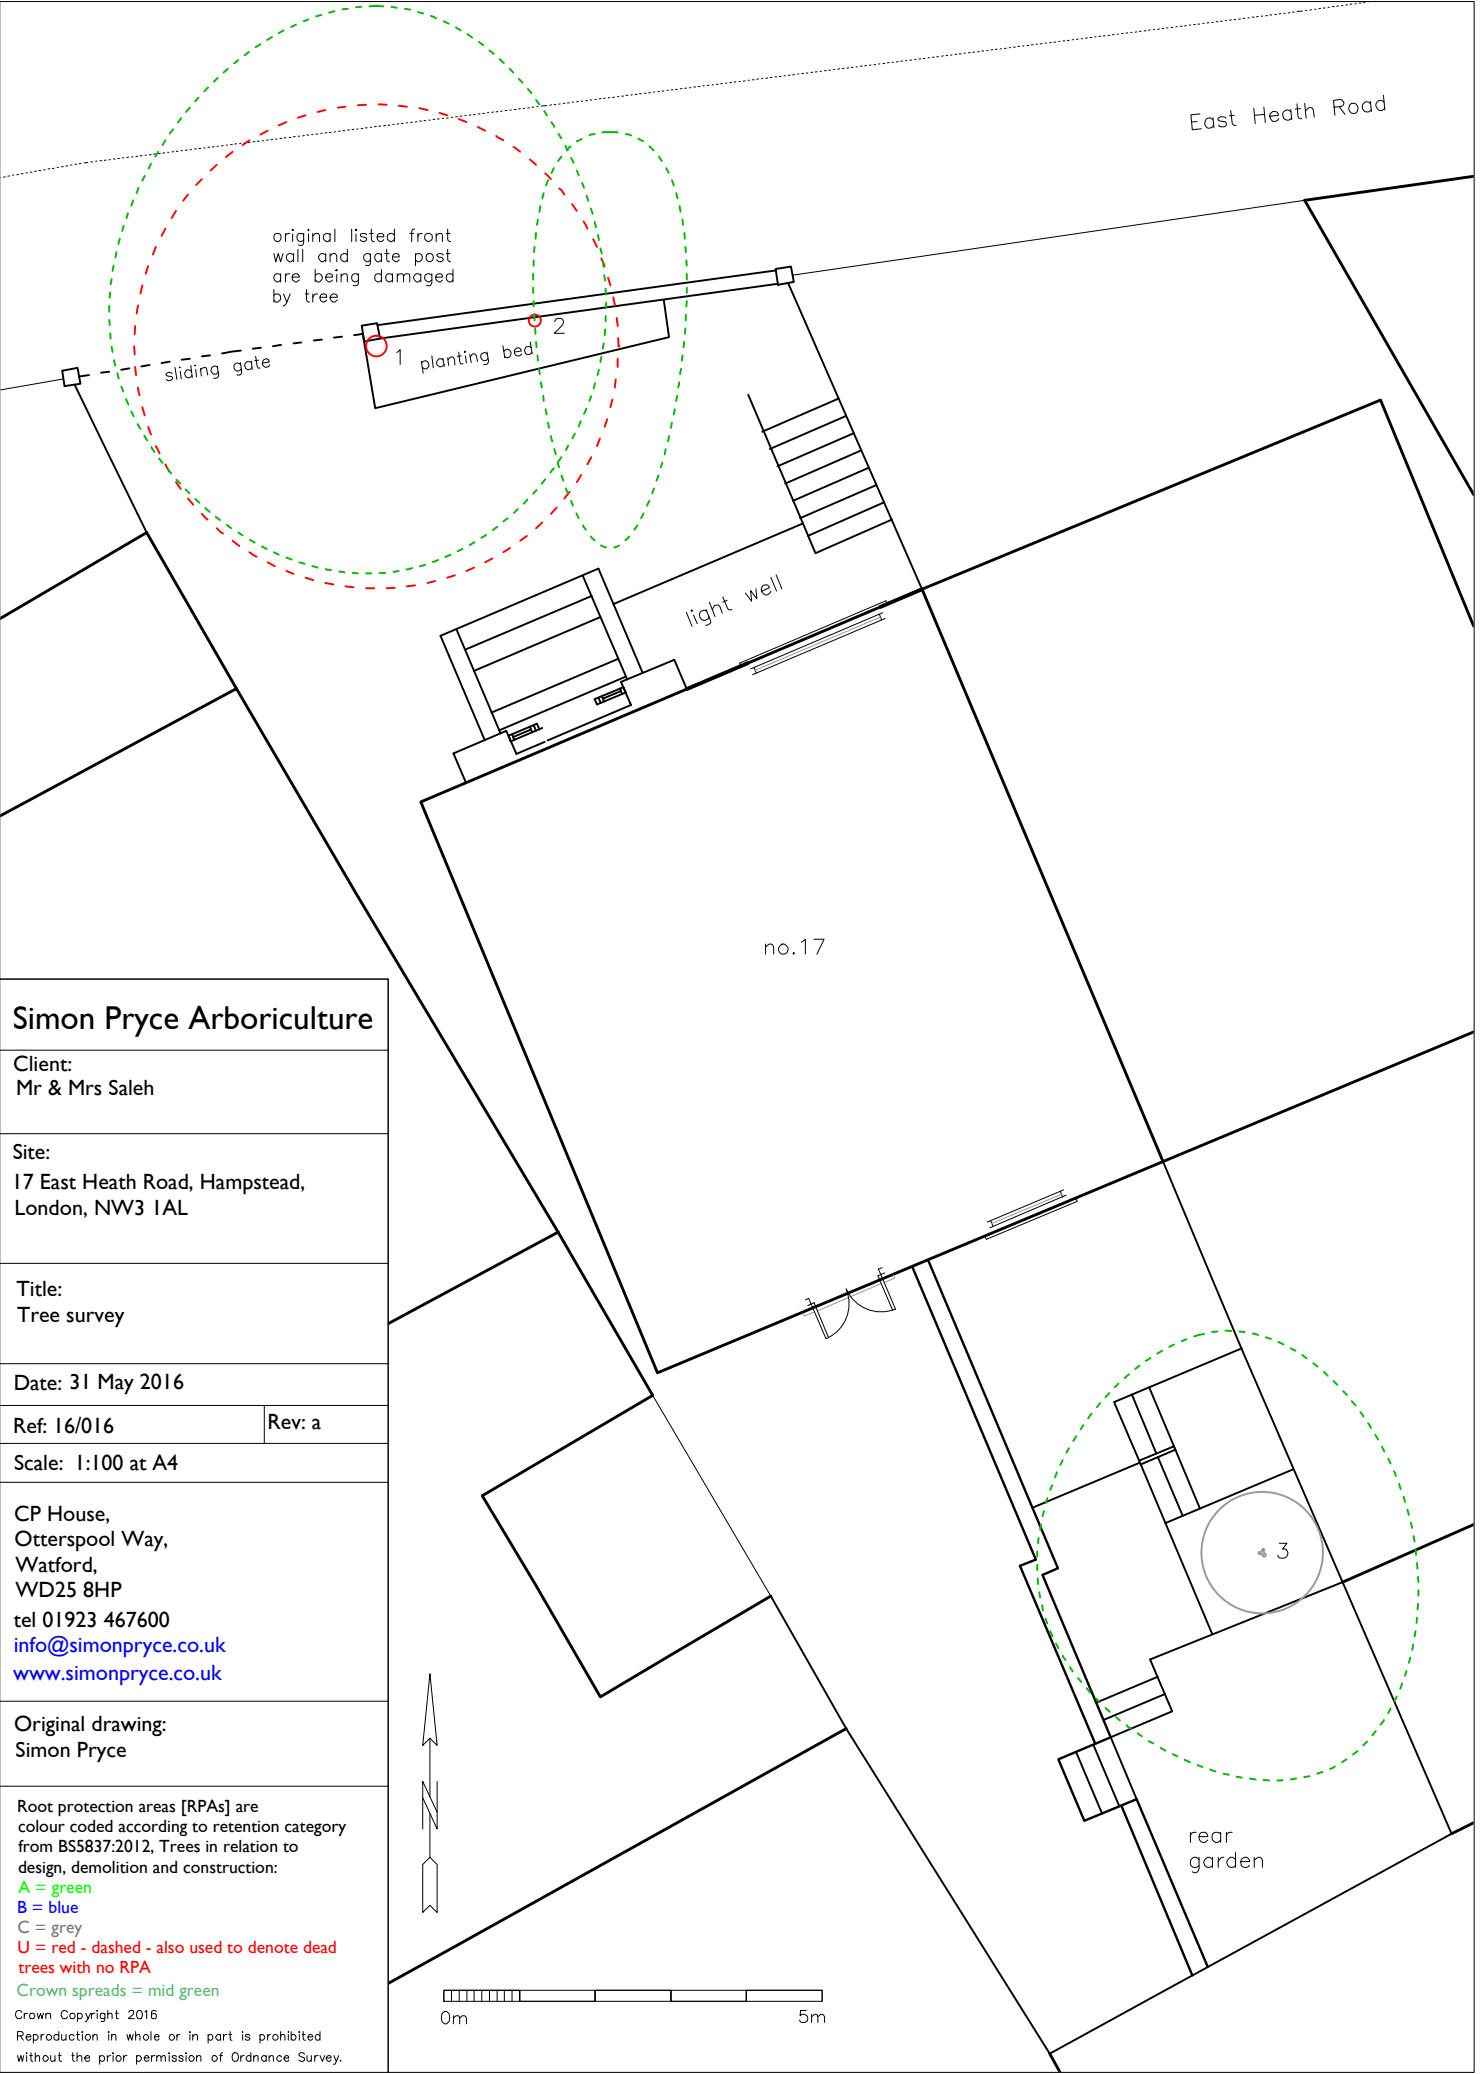 East Heath Road
original listed front
wall and gate post
are being damaged
by tree
2
1
planting bed
sliding gate
light well
no.17
Simon Pryce Arboriculture
Client:
Mr & Mrs Saleh
Site:
17 East Heath Road, Hampstead,
London, NW3 1AL
Title:
Tree survey
Date: 31 May 2016
Ref: 16/016
Rev: a
Scale: 1:100 at A4
CP House,
Otterspool Way,
Watford,
WD25 8HP
tel 01923 467600
info@simonpryce.co.uk
www.simonpryce.co.uk
Original drawing:
Simon Pryce
Root protection areas [RPAs] are
colour coded according to retention category
from BS5837:2012, Trees in relation to
design, demolition and construction:
A = green
B = blue
C = grey
U = red - dashed - also used to denote dead
trees with no RPA
Crown spreads = mid green
Crown Copyright 2016
Reproduction in whole or in part is prohibited
without the prior permission of Ordnance Survey.
3
N
rear
garden
0m
5m